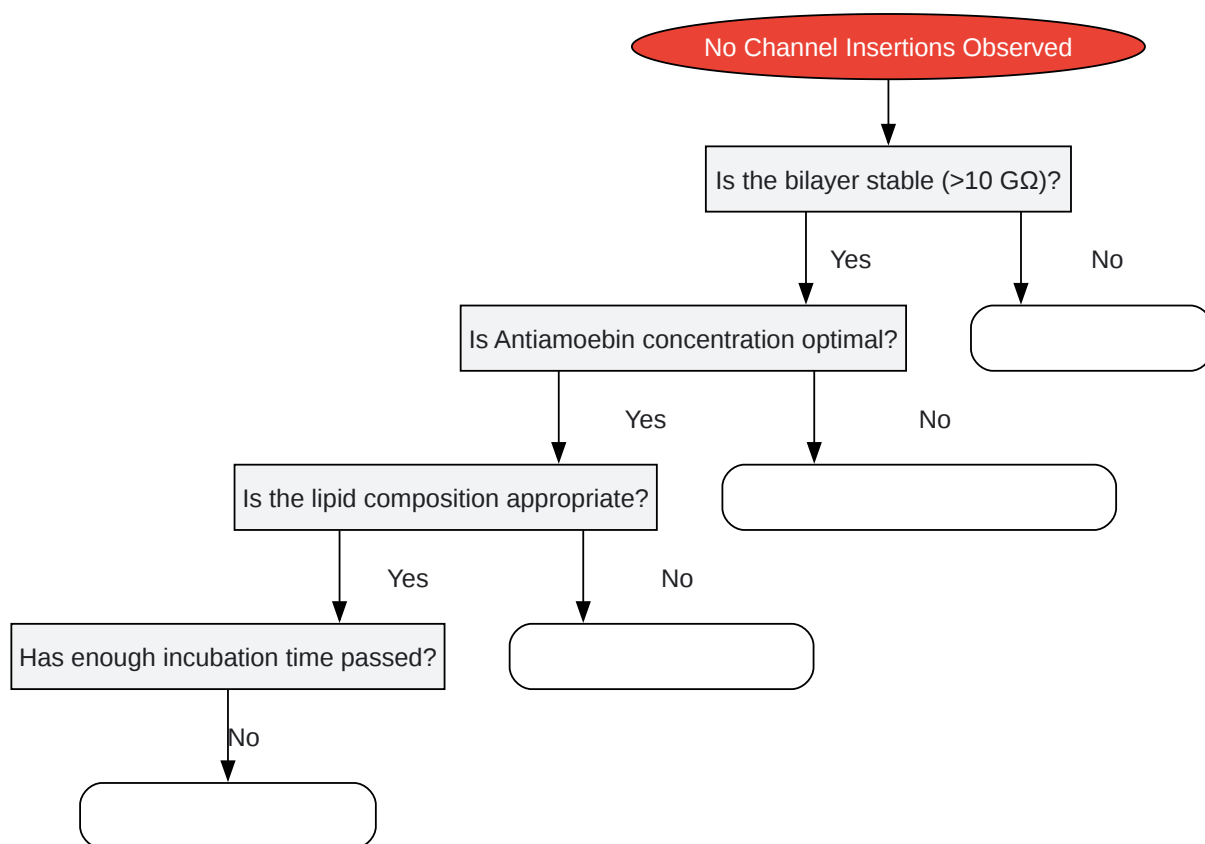 No Channel Insertions Observed
Is the bilayer stable (>10 GΩ)?
Yes
No
Is Antiamoebin concentration optimal?
Yes
No
Is the lipid composition appropriate?
Yes
No
Has enough incubation time passed?
No